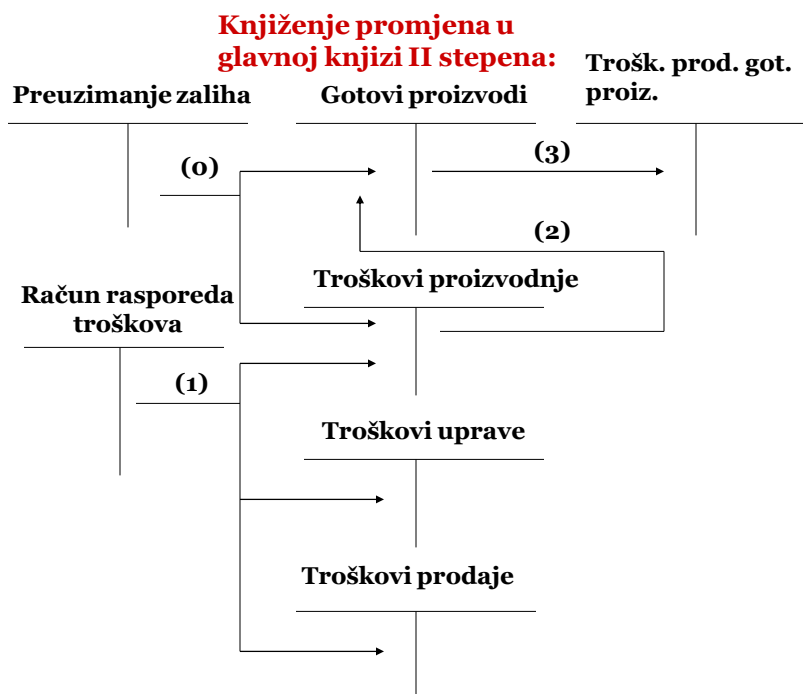 Knjiženje promjena u
glavnoj knjizi II stepena:
Preuzimanje zaliha
Gotovi proizvodi
Trošk. prod. got.
proiz.
(0)
(3)
(2)
Račun rasporeda
troškova
Troškovi proizvodnje
(1)
Troškovi uprave
Troškovi prodaje